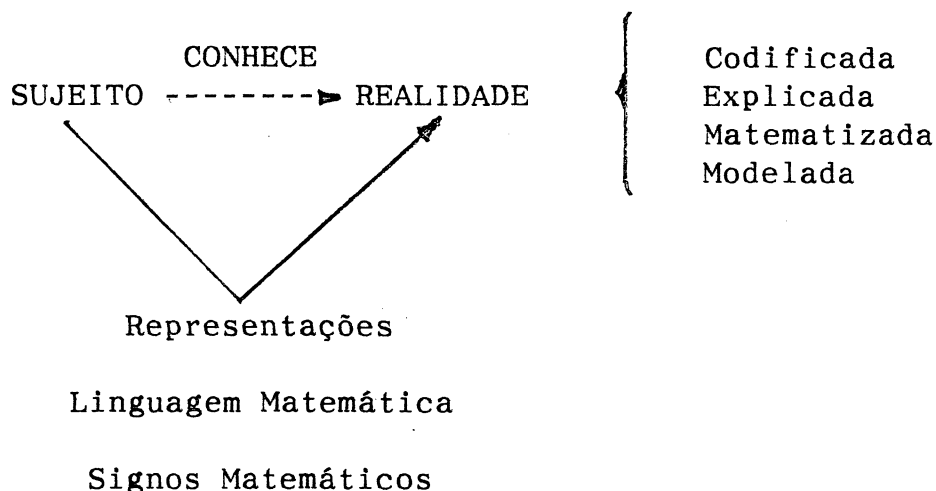 CONHECE
SUJEITO REALIDADE
Codificada
Explicada
Matematizada
Modelada
Representações
Linguagem Matemática
Signos Matemáticos